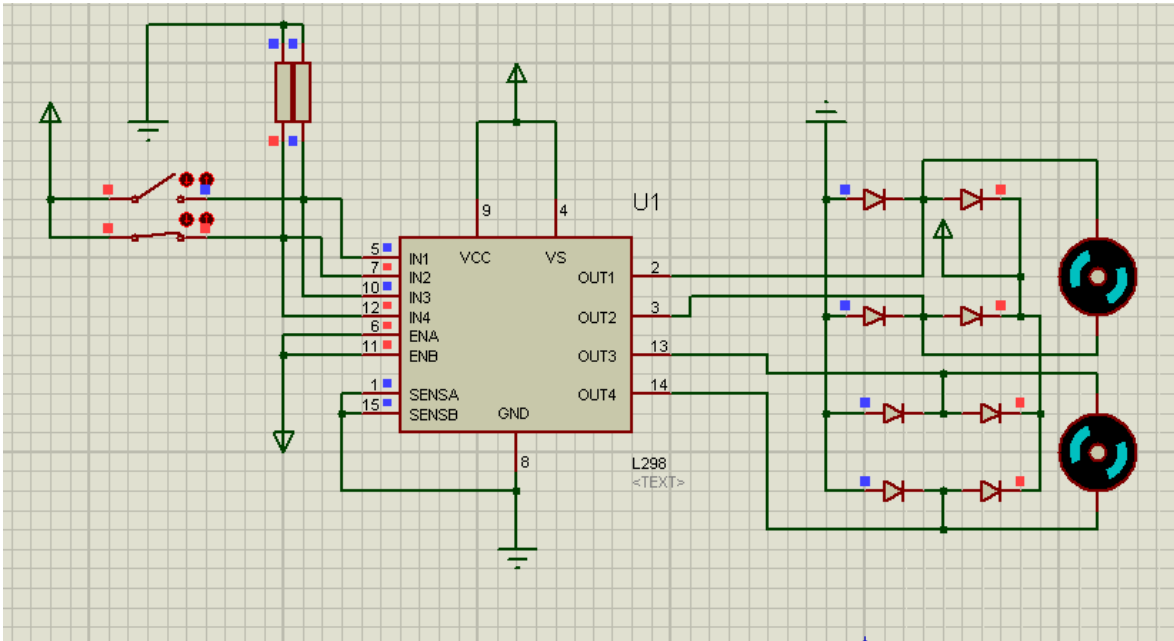 U1
9
4
5
IN1
VCC
VS
7
IN2
OUT1
2
10
IN3
12
IN4
OUT2
3
6
ENA
11
ENB
OUT3
13
1
SENSA
OUT4
14
15
SENSB
GND
8
L298
<TEXT>